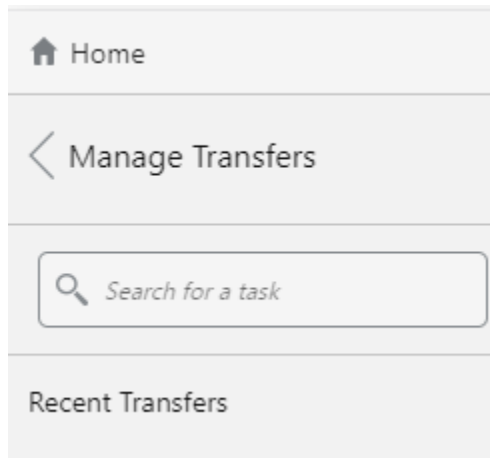 Home
Manage Transfers
Search for a task
Recent Transfers